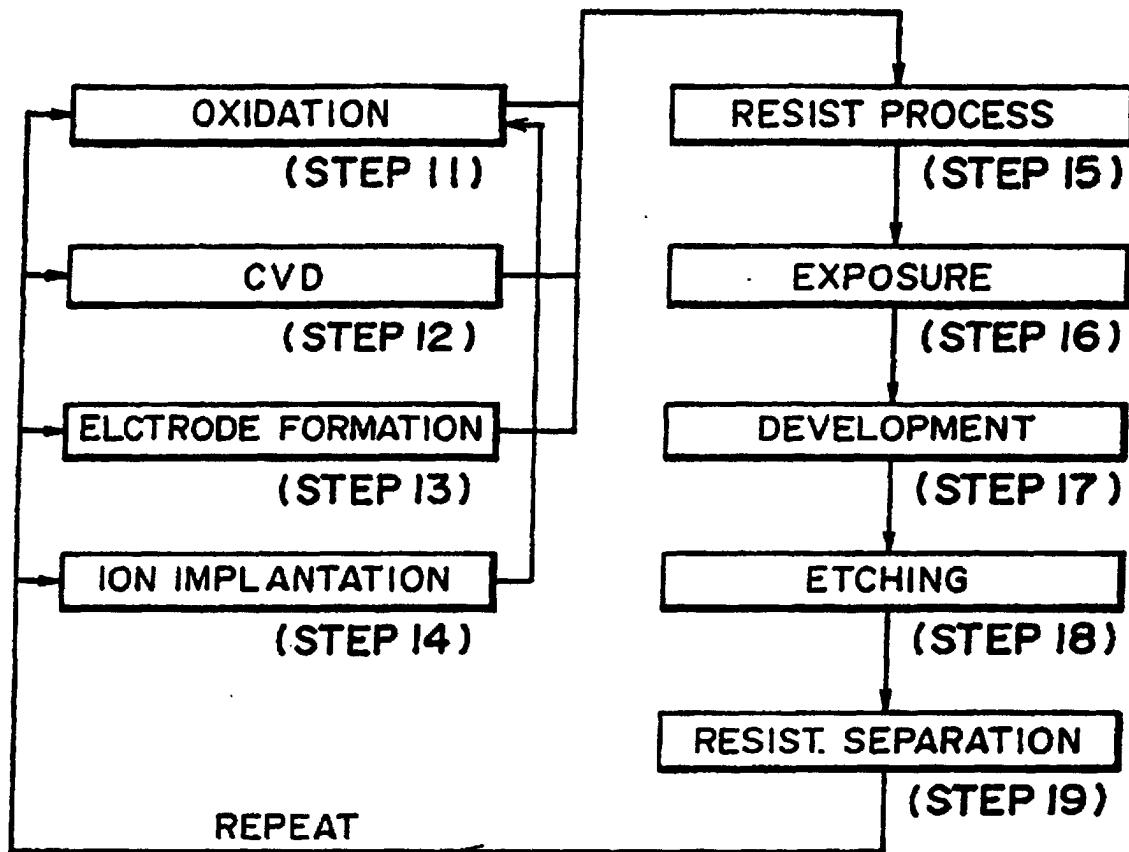 OXIDATION
(STEP 11)
CVD
(STEP 12)
ELCTRODE FORMATION
(STEP 13)
ION IMPLANTATION
(STEP 14)
RESIST PROCESS
(STEP 15)
EXPOSURE
(STEP 16)
DEVELOPMENT
(STEP 17)
ETCHING
(STEP 18)
RESIST. SEPARATION
(STEP 19)
REPEAT